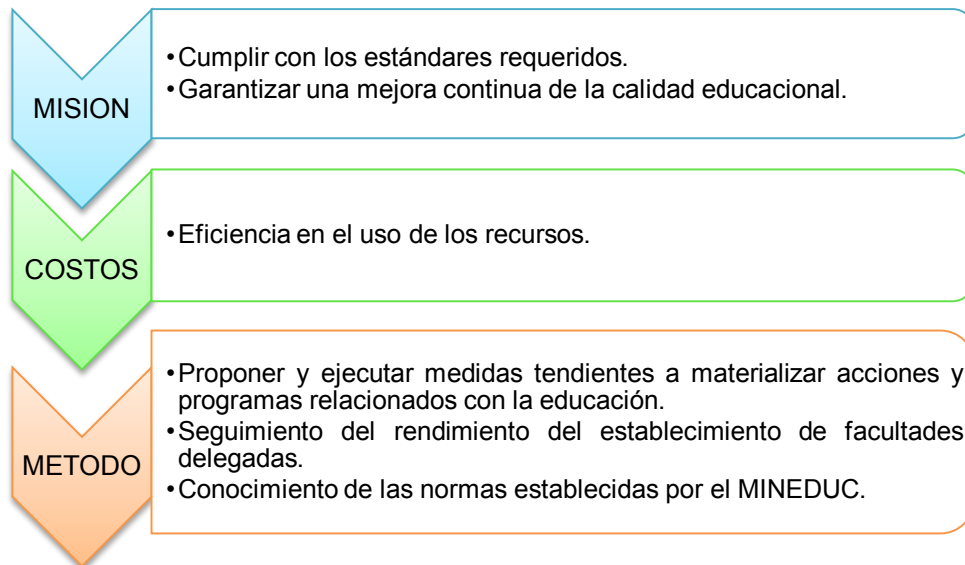 MISION
•Cumplir con los estándares requeridos.
•Garantizar una mejora continua de la calidad educacional.
COSTOS
•Eficiencia en el uso de los recursos.
METODO
•Proponer y ejecutar medidas tendientes a materializar acciones y
programas relacionados con la educación.
•Seguimiento del rendimiento del establecimiento de facultades
delegadas.
•Conocimiento de las normas establecidas por el MINEDUC.